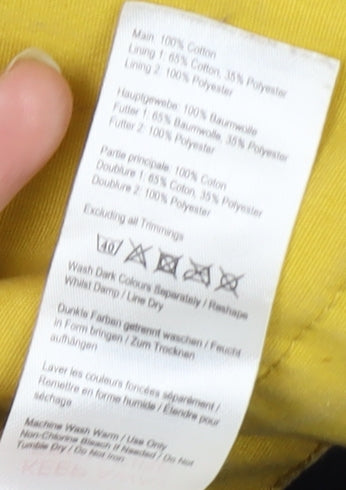 Main: 100% Cotton
Lining 1: 65% Cotton, 35% Polyester
Lining 2: 100% Polyester
Hauptgewebe: 100% Baumwolle
Futter 1: 65% Baumwolle, 35% Polyester
Futter 2: 100% Polyester
Partie principale: 100% Coton
Doublure 1: 65% Coton, 35% Polyester
Doublure 2: 100% Polyester
Excluding all Trimmings
40
Wash Dark Colours Separately / Reshape
Whilst Damp / Line Dry
Dunkle Farben getrennt waschen / Feucht
in Form bringen / Zum Trocknen
aufhängen
Laver les couleurs foncées séparément /
Remettre en forme humide / Étendre pour
séchage
Machine Wash Warm / Use Only
Non-Chlorine Bleach If Needed / Do Not
Tumble Dry / Do Not Iron
KEEP